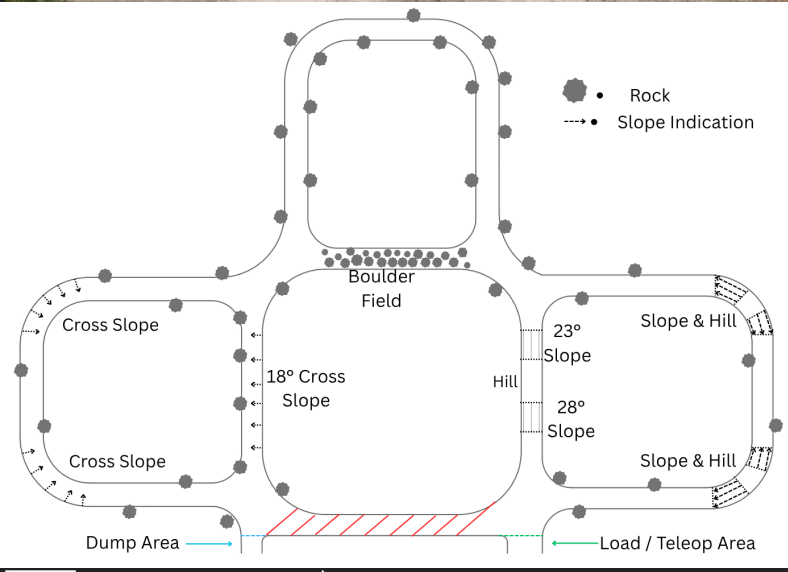 Rock
Slope Indication
Boulder
Field
Cross Slope
Slope & Hill
23°
Slope
18° Cross
Slope
Hill
28°
Slope
Cross Slope
Slope & Hill
Dump Area
Load / Teleop Area